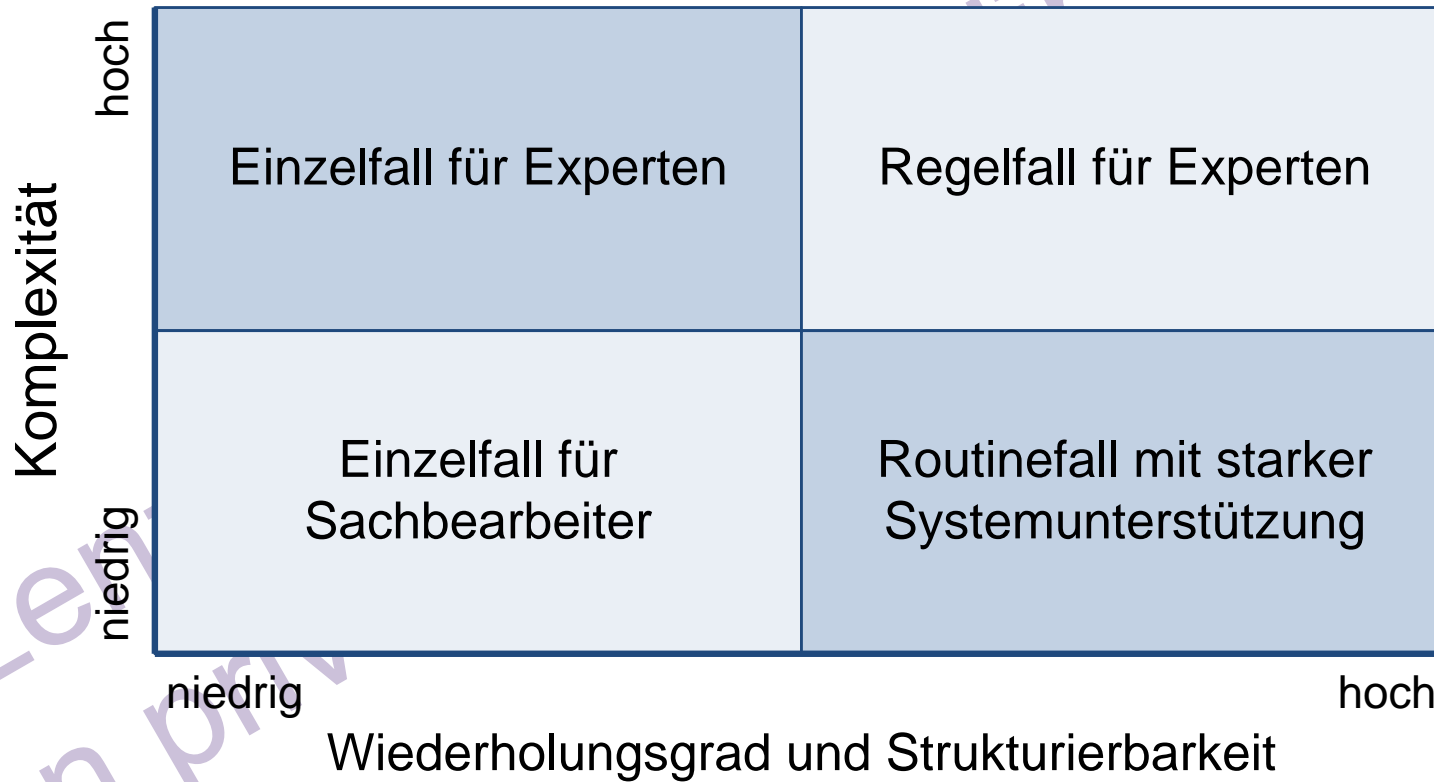 Komplexität
hoch
niedrig
Einzelfall für Experten
Regelfall für Experten
Einzelfall für
Sachbearbeiter
Routinefall mit starker
Systemunterstützung
niedrig
hoch
Wiederholungsgrad und Strukturierbarkeit